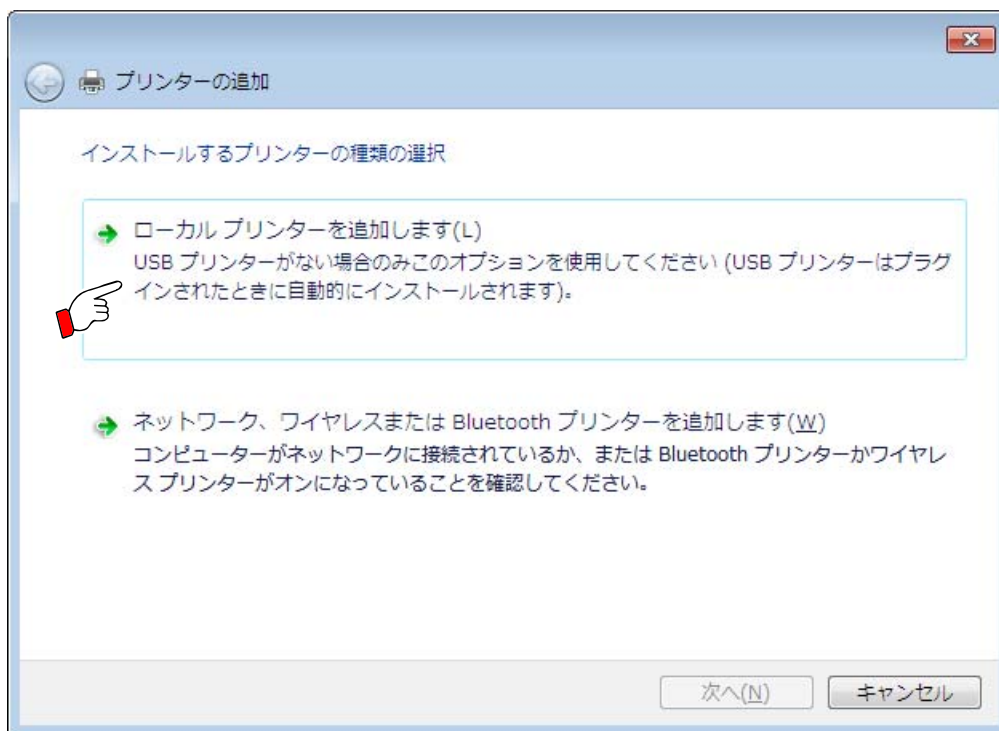 プリンターの追加
インストールするプリンターの種類の選択
ローカル プリンターを追加します(L)
USB プリンターがない場合のみこのオプションを使用してください (USB プリンターはプラグ
インされたときに自動的にインストールされます)。
ネットワーク、ワイヤレスまたは Bluetooth プリンターを追加します(W)
コンピューターがネットワークに接続されているか、または Bluetooth プリンターかワイヤレ
ス プリンターがオンになっていることを確認してください。
次へ(N)
キャンセル